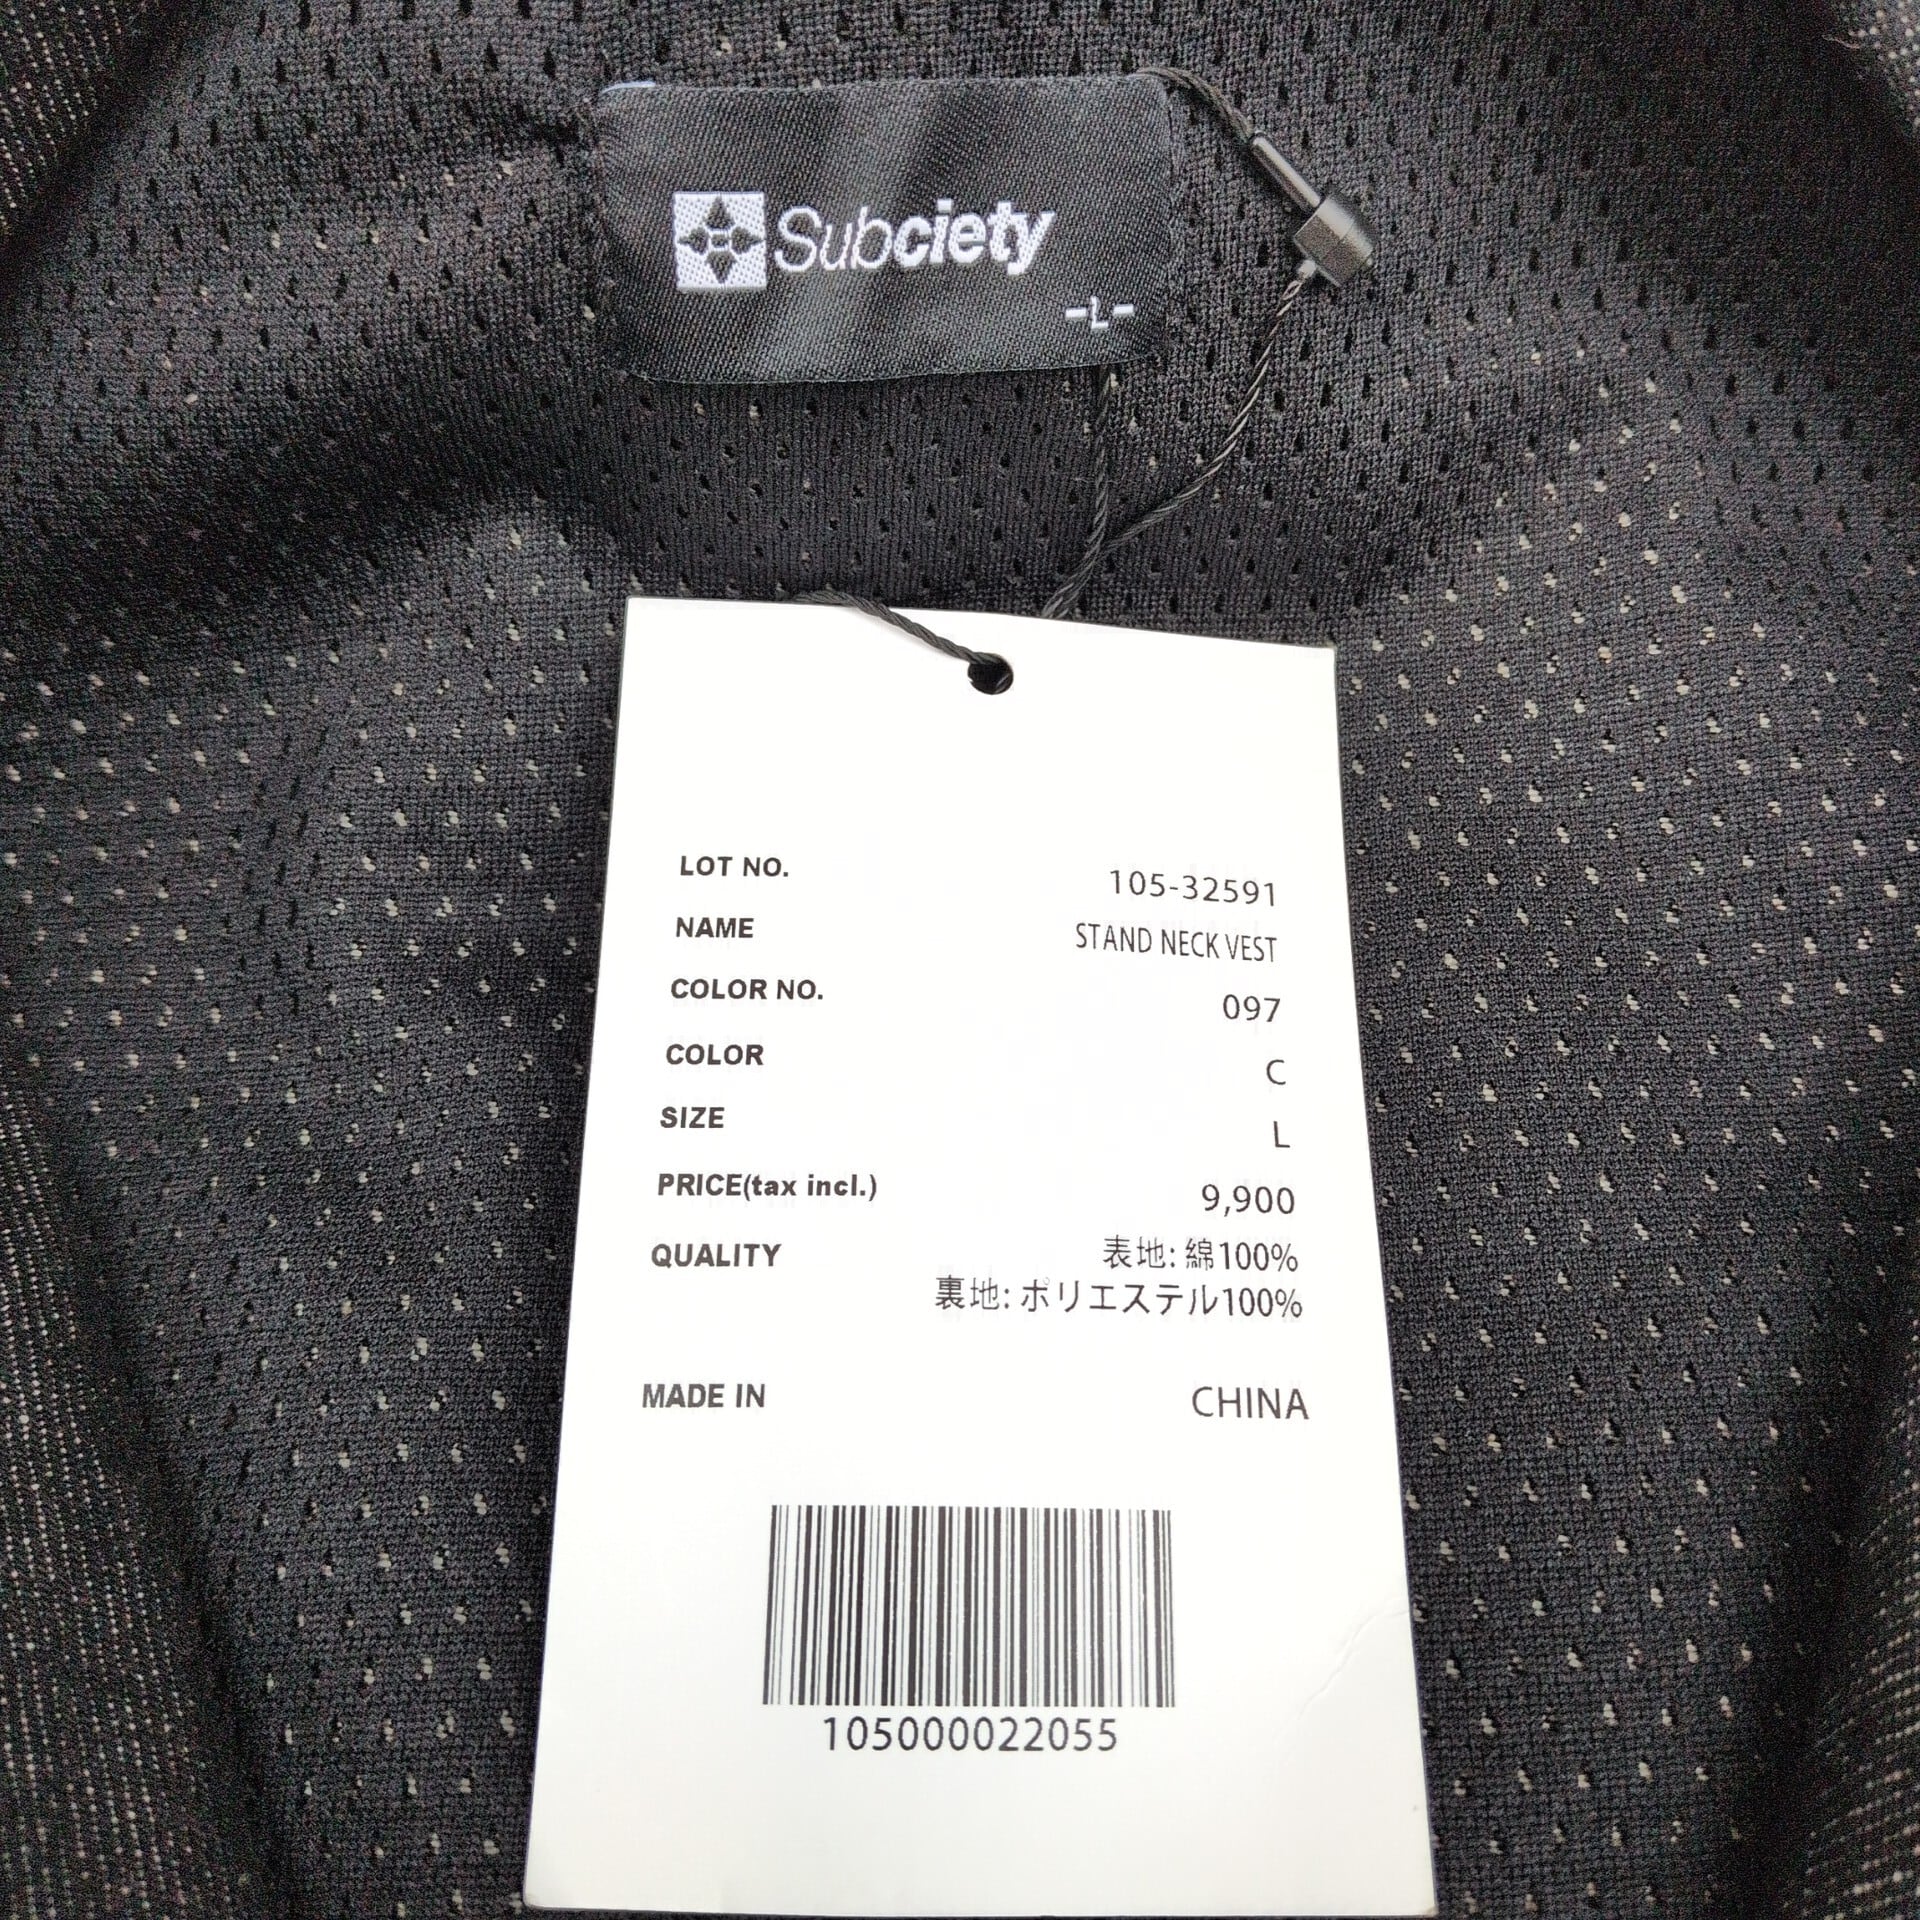 Subciety
-L-
LOT NO. 105-32591
NAME STAND NECK VEST
COLOR NO. 097
COLOR C
SIZE L
PRICE(tax incl.) 9,900
QUALITY 表地: 綿100%
裏地: ポリエステル100%
MADE IN CHINA
105000022055